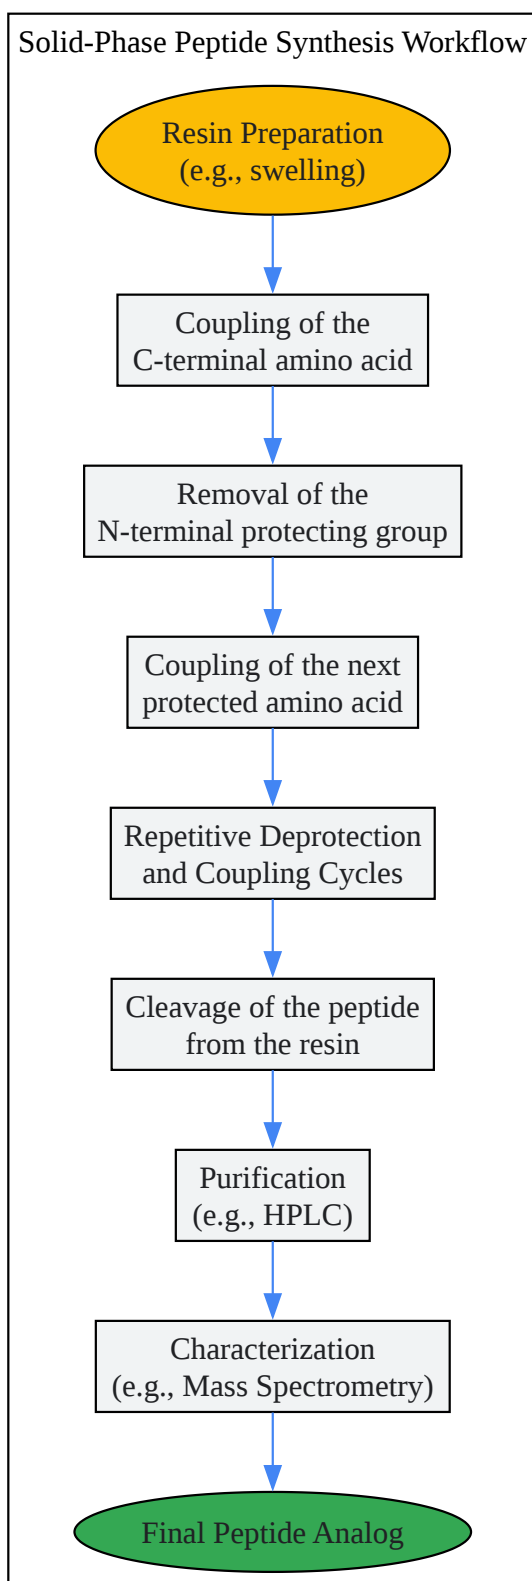 Solid-Phase Peptide Synthesis Workflow
Resin Preparation
(e.g., swelling)
Coupling of the
C-terminal amino acid
Removal of the
N-terminal protecting group
Coupling of the next
protected amino acid
Repetitive Deprotection
and Coupling Cycles
Cleavage of the peptide
from the resin
Purification
(e.g., HPLC)
Characterization
(e.g., Mass Spectrometry)
Final Peptide Analog